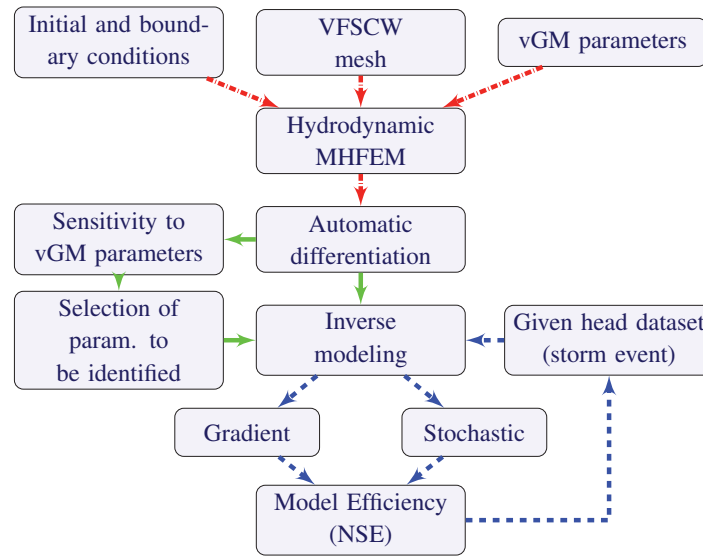 Initial and bound-
ary conditions
VFSCW
mesh
vGM parameters
Hydrodynamic
MHFEM
Sensitivity to
vGM parameters
Automatic
differentiation
Selection of
param. to
be identified
Inverse
modeling
Given head dataset
(storm event)
Gradient
Stochastic
Model Efficiency
(NSE)